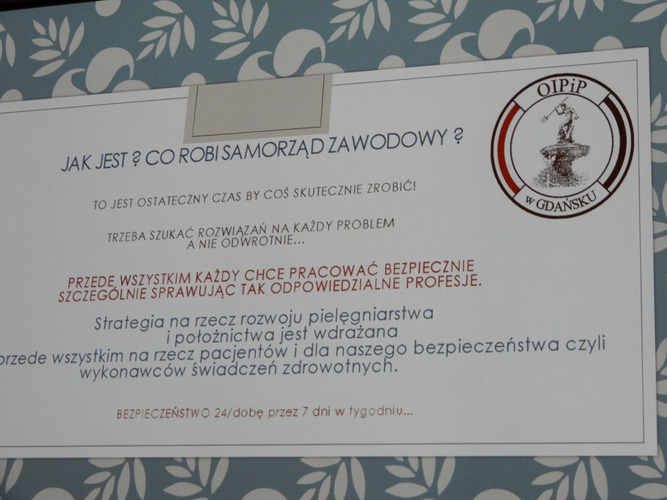 JAK JEST ? CO ROBI SAMORZĄD ZAWODOWY ?
OIPiP
w GDAŃSKU
TO JEST OSTATECZNY CZAS BY COŚ SKUTECZNIE ZROBIĆ!
TRZEBA SZUKAĆ ROZWIĄZAŃ NA KAŻDY PROBLEM
A NIE ODWROTNIE...
PRZEDE WSZYSTKIM KAŻDY CHCE PRACOWAĆ BEZPIECZNIE
SZCZEGÓLNIE SPRAWUJĄC TAK ODPOWIEDZIALNE PROFESJE.
Strategia na rzecz rozwoju pielęgniarstwa
i położnictwa jest wdrażana
przede wszystkim na rzecz pacjentów i dla naszego bezpieczeństwa czyli
wykonawców świadczeń zdrowotnych.
BEZPIECZEŃSTWO 24/dobę przez 7 dni w tygodniu...